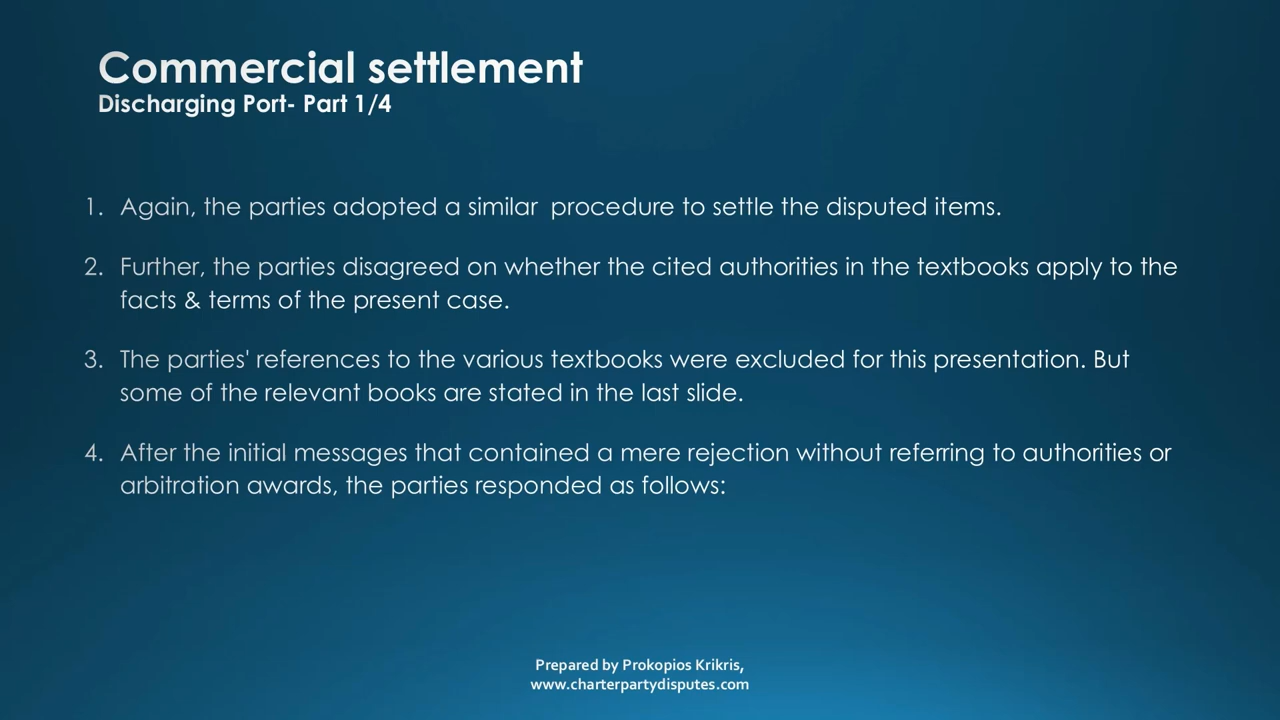 Commercial settlement
Discharging Port- Part 1/4
1. Again, the parties adopted a similar  procedure to settle the disputed items.
2. Further, the parties disagreed on whether the cited authorities in the textbooks apply to the
facts & terms of the present case.
3. The parties' references to the various textbooks were excluded for this presentation. But
some of the relevant books are stated in the last slide.
4. After the initial messages that contained a mere rejection without referring to authorities or
arbitration awards, the parties responded as follows:
Prepared by Prokopios Krikris,
www.charterpartydisputes.com